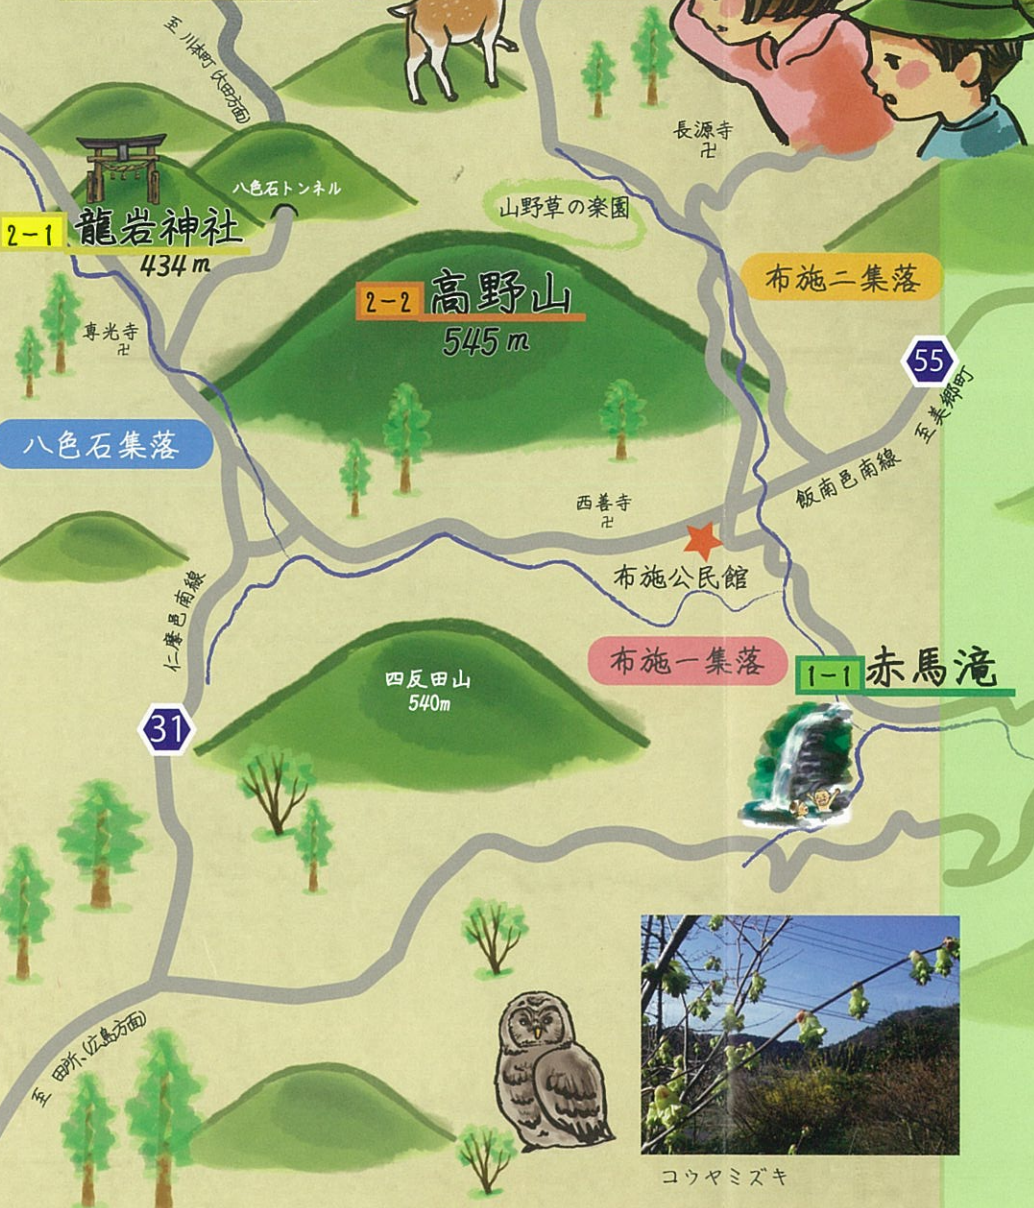 至 川本町(大田方面)
長源寺
卍
八色石トンネル
山野草の楽園
2-1 龍岩神社
434m
布施二集落
2-2 高野山
545m
専光寺
卍
55
至 美郷町
八色石集落
飯南邑南線
西善寺
卍
布施公民館
仁摩邑南線
布施一集落
1-1 赤馬滝
四反田山
540m
31
至 田所、(広島方面)
コウヤミズキ